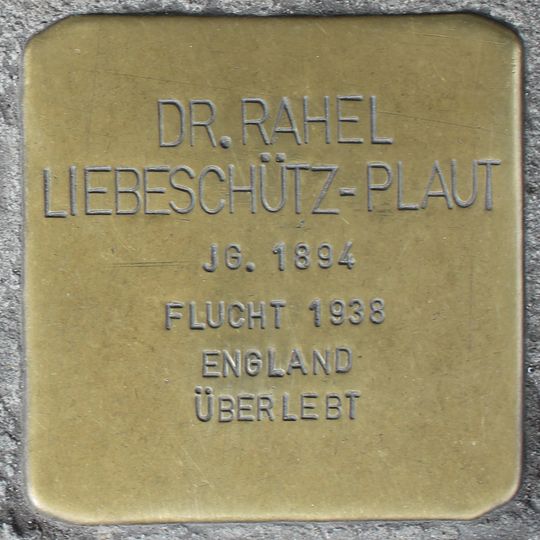 DR. RAHEL
LIEBESCHÜTZ-PLAUT
JG. 1894
FLUCHT 1938
ENGLAND
ÜBERLEBT